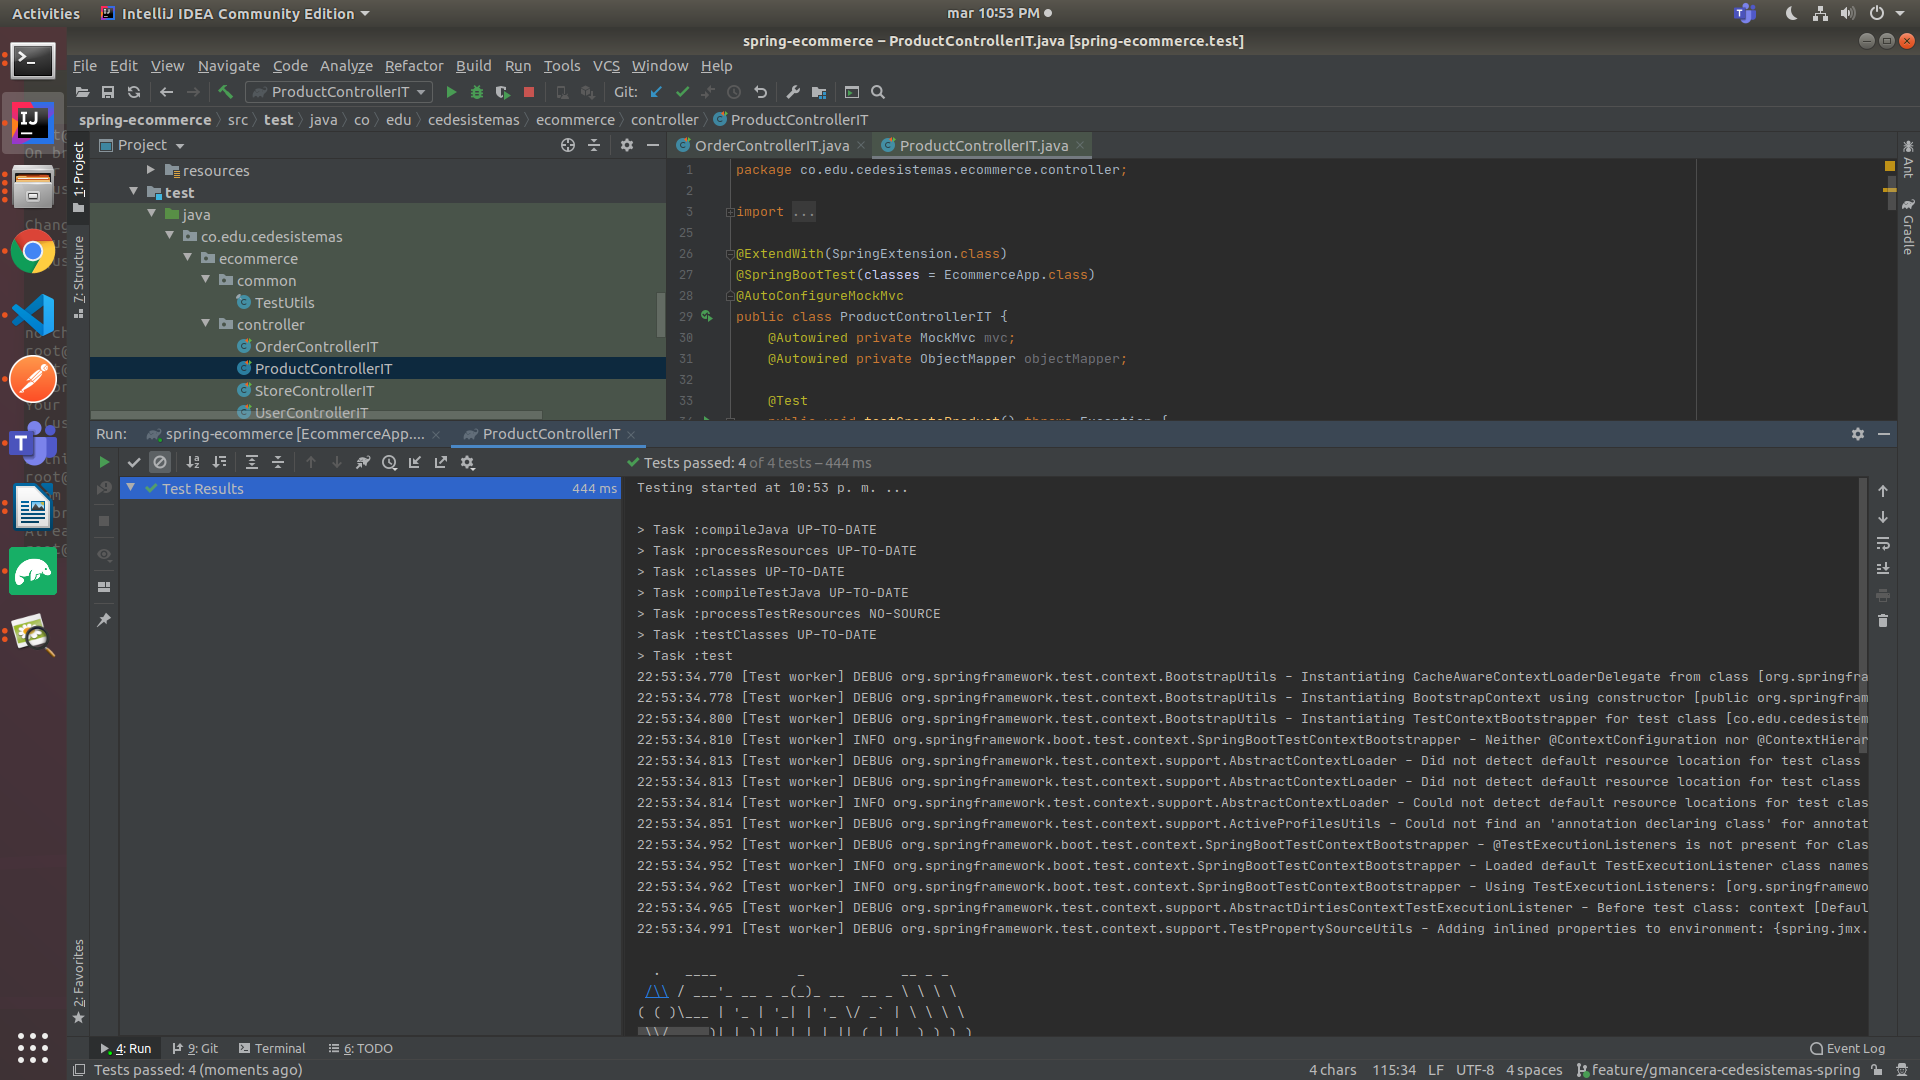 Activities IntelliJ IDEA Community Edition mar 10:53 PM
spring-ecommerce – ProductControllerIT.java [spring-ecommerce.test]
File Edit View Navigate Code Analyze Refactor Build Run Tools VCS Window Help
ProductControllerIT Git:
spring-ecommerce src test java co edu cedesistemas ecommerce controller ProductControllerIT
Project
OrderControllerIT.java ProductControllerIT.java
1: Project
7: Structure
2: Favorites
Ant
Gradle
resources
test
java
co.edu.cedesistemas
ecommerce
common
TestUtils
controller
OrderControllerIT
ProductControllerIT
StoreControllerIT
UserControllerIT
1 package co.edu.cedesistemas.ecommerce.controller;
2
3 import ...
25
26 @ExtendWith(SpringExtension.class)
27 @SpringBootTest(classes = EcommerceApp.class)
28 @AutoConfigureMockMvc
29 public class ProductControllerIT {
30 @Autowired private MockMvc mvc;
31 @Autowired private ObjectMapper objectMapper;
32
33 @Test
34 public void testCreateProduct() throws Exception {
Run: spring-ecommerce [EcommerceApp.... ProductControllerIT
Tests passed: 4 of 4 tests – 444 ms
Test Results 444 ms
Testing started at 10:53 p. m. ...
> Task :compileJava UP-TO-DATE
> Task :processResources UP-TO-DATE
> Task :classes UP-TO-DATE
> Task :compileTestJava UP-TO-DATE
> Task :processTestResources NO-SOURCE
> Task :testClasses UP-TO-DATE
> Task :test
22:53:34.770 [Test worker] DEBUG org.springframework.test.context.BootstrapUtils - Instantiating CacheAwareContextLoaderDelegate from class [org.springfra
22:53:34.778 [Test worker] DEBUG org.springframework.test.context.BootstrapUtils - Instantiating BootstrapContext using constructor [public org.springfram
22:53:34.800 [Test worker] DEBUG org.springframework.test.context.BootstrapUtils - Instantiating TestContextBootstrapper for test class [co.edu.cedesistem
22:53:34.810 [Test worker] INFO org.springframework.boot.test.context.SpringBootTestContextBootstrapper - Neither @ContextConfiguration nor @ContextHierar
22:53:34.813 [Test worker] DEBUG org.springframework.test.context.support.AbstractContextLoader - Did not detect default resource location for test class
22:53:34.813 [Test worker] DEBUG org.springframework.test.context.support.AbstractContextLoader - Did not detect default resource location for test class
22:53:34.814 [Test worker] INFO org.springframework.test.context.support.AbstractContextLoader - Could not detect default resource locations for test clas
22:53:34.851 [Test worker] DEBUG org.springframework.test.context.support.ActiveProfilesUtils - Could not find an 'annotation declaring class' for annotat
22:53:34.952 [Test worker] DEBUG org.springframework.boot.test.context.SpringBootTestContextBootstrapper - @TestExecutionListeners is not present for clas
22:53:34.952 [Test worker] INFO org.springframework.boot.test.context.SpringBootTestContextBootstrapper - Loaded default TestExecutionListener class names
22:53:34.962 [Test worker] INFO org.springframework.boot.test.context.SpringBootTestContextBootstrapper - Using TestExecutionListeners: [org.springframewo
22:53:34.965 [Test worker] DEBUG org.springframework.test.context.support.AbstractDirtiesContextTestExecutionListener - Before test class: context [Defaul
22:53:34.991 [Test worker] DEBUG org.springframework.test.context.support.TestPropertySourceUtils - Adding inlined properties to environment: {spring.jmx.
4: Run 9: Git Terminal 6: TODO Event Log
Tests passed: 4 (moments ago) 4 chars 115:34 LF UTF-8 4 spaces feature/gmancera-cedesistemas-spring